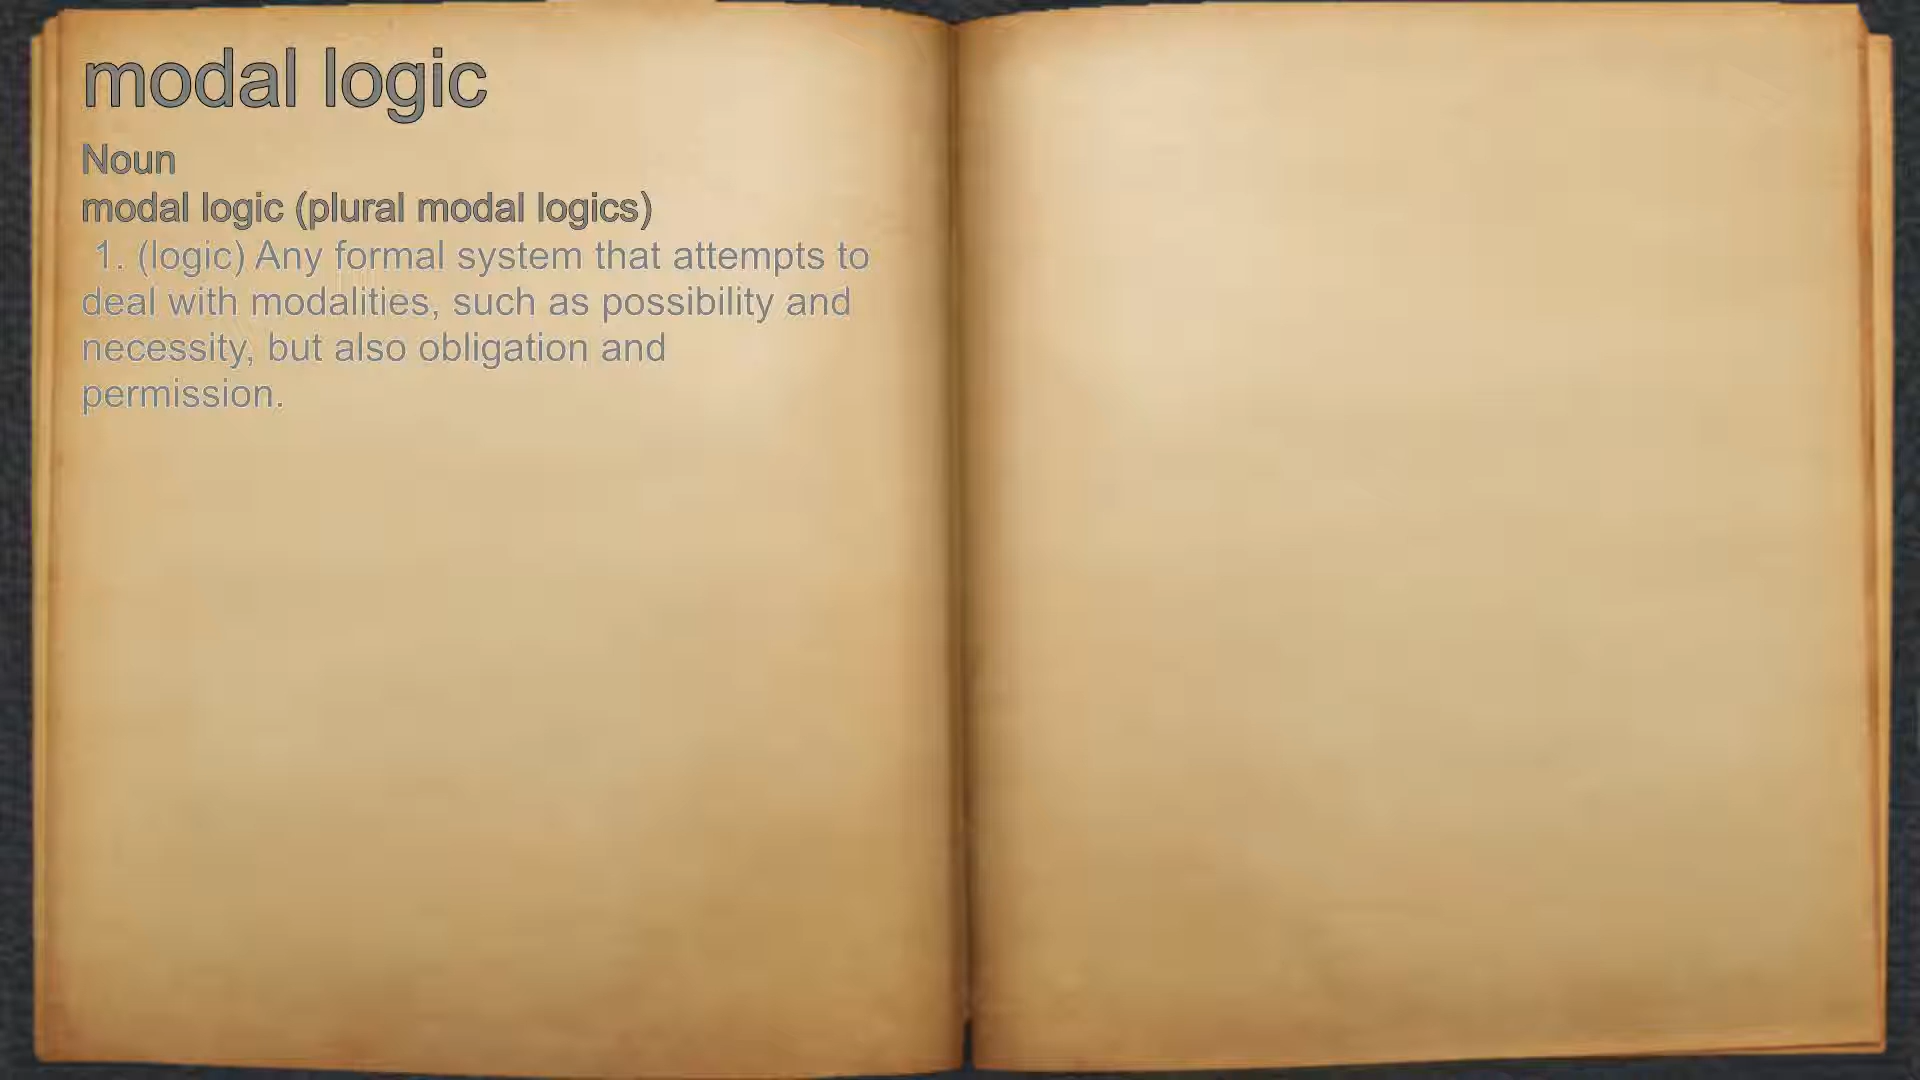 modal logic
Noun
modal logic (plural modal logics)
1. (logic) Any formal system that attempts to
deal with modalities, such as possibility and
necessity, but also obligation and
permission.